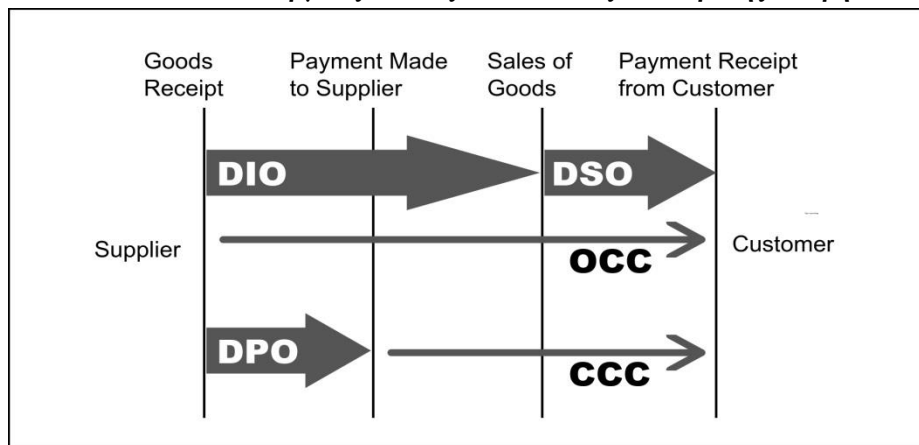 Goods
Receipt
Payment Made
to Supplier
Sales of
Goods
Payment Receipt
from Customer
DIO
DSO
Supplier
OCC
Customer
DPO
CCC